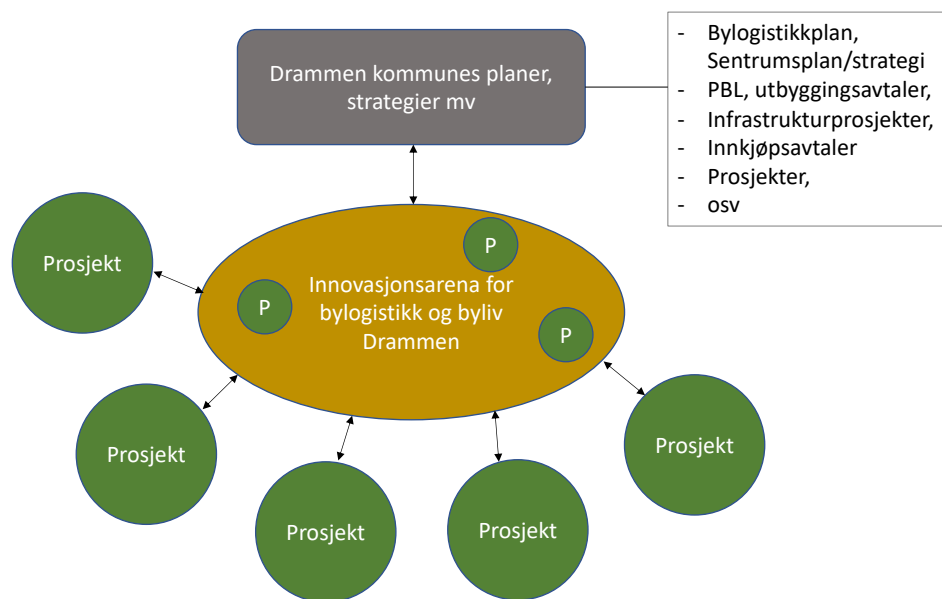 Drammen kommunes planer,
strategier mv
- Bylogistikkplan,
Sentrumsplan/strategi
- PBL, utbyggingsavtaler,
- Infrastrukturprosjekter,
- Innkjøpsavtaler
- Prosjekter,
- osv
P
Prosjekt
Innovasjonsarena for
bylogistikk og byliv
Drammen
P
P
Prosjekt
Prosjekt
Prosjekt
Prosjekt